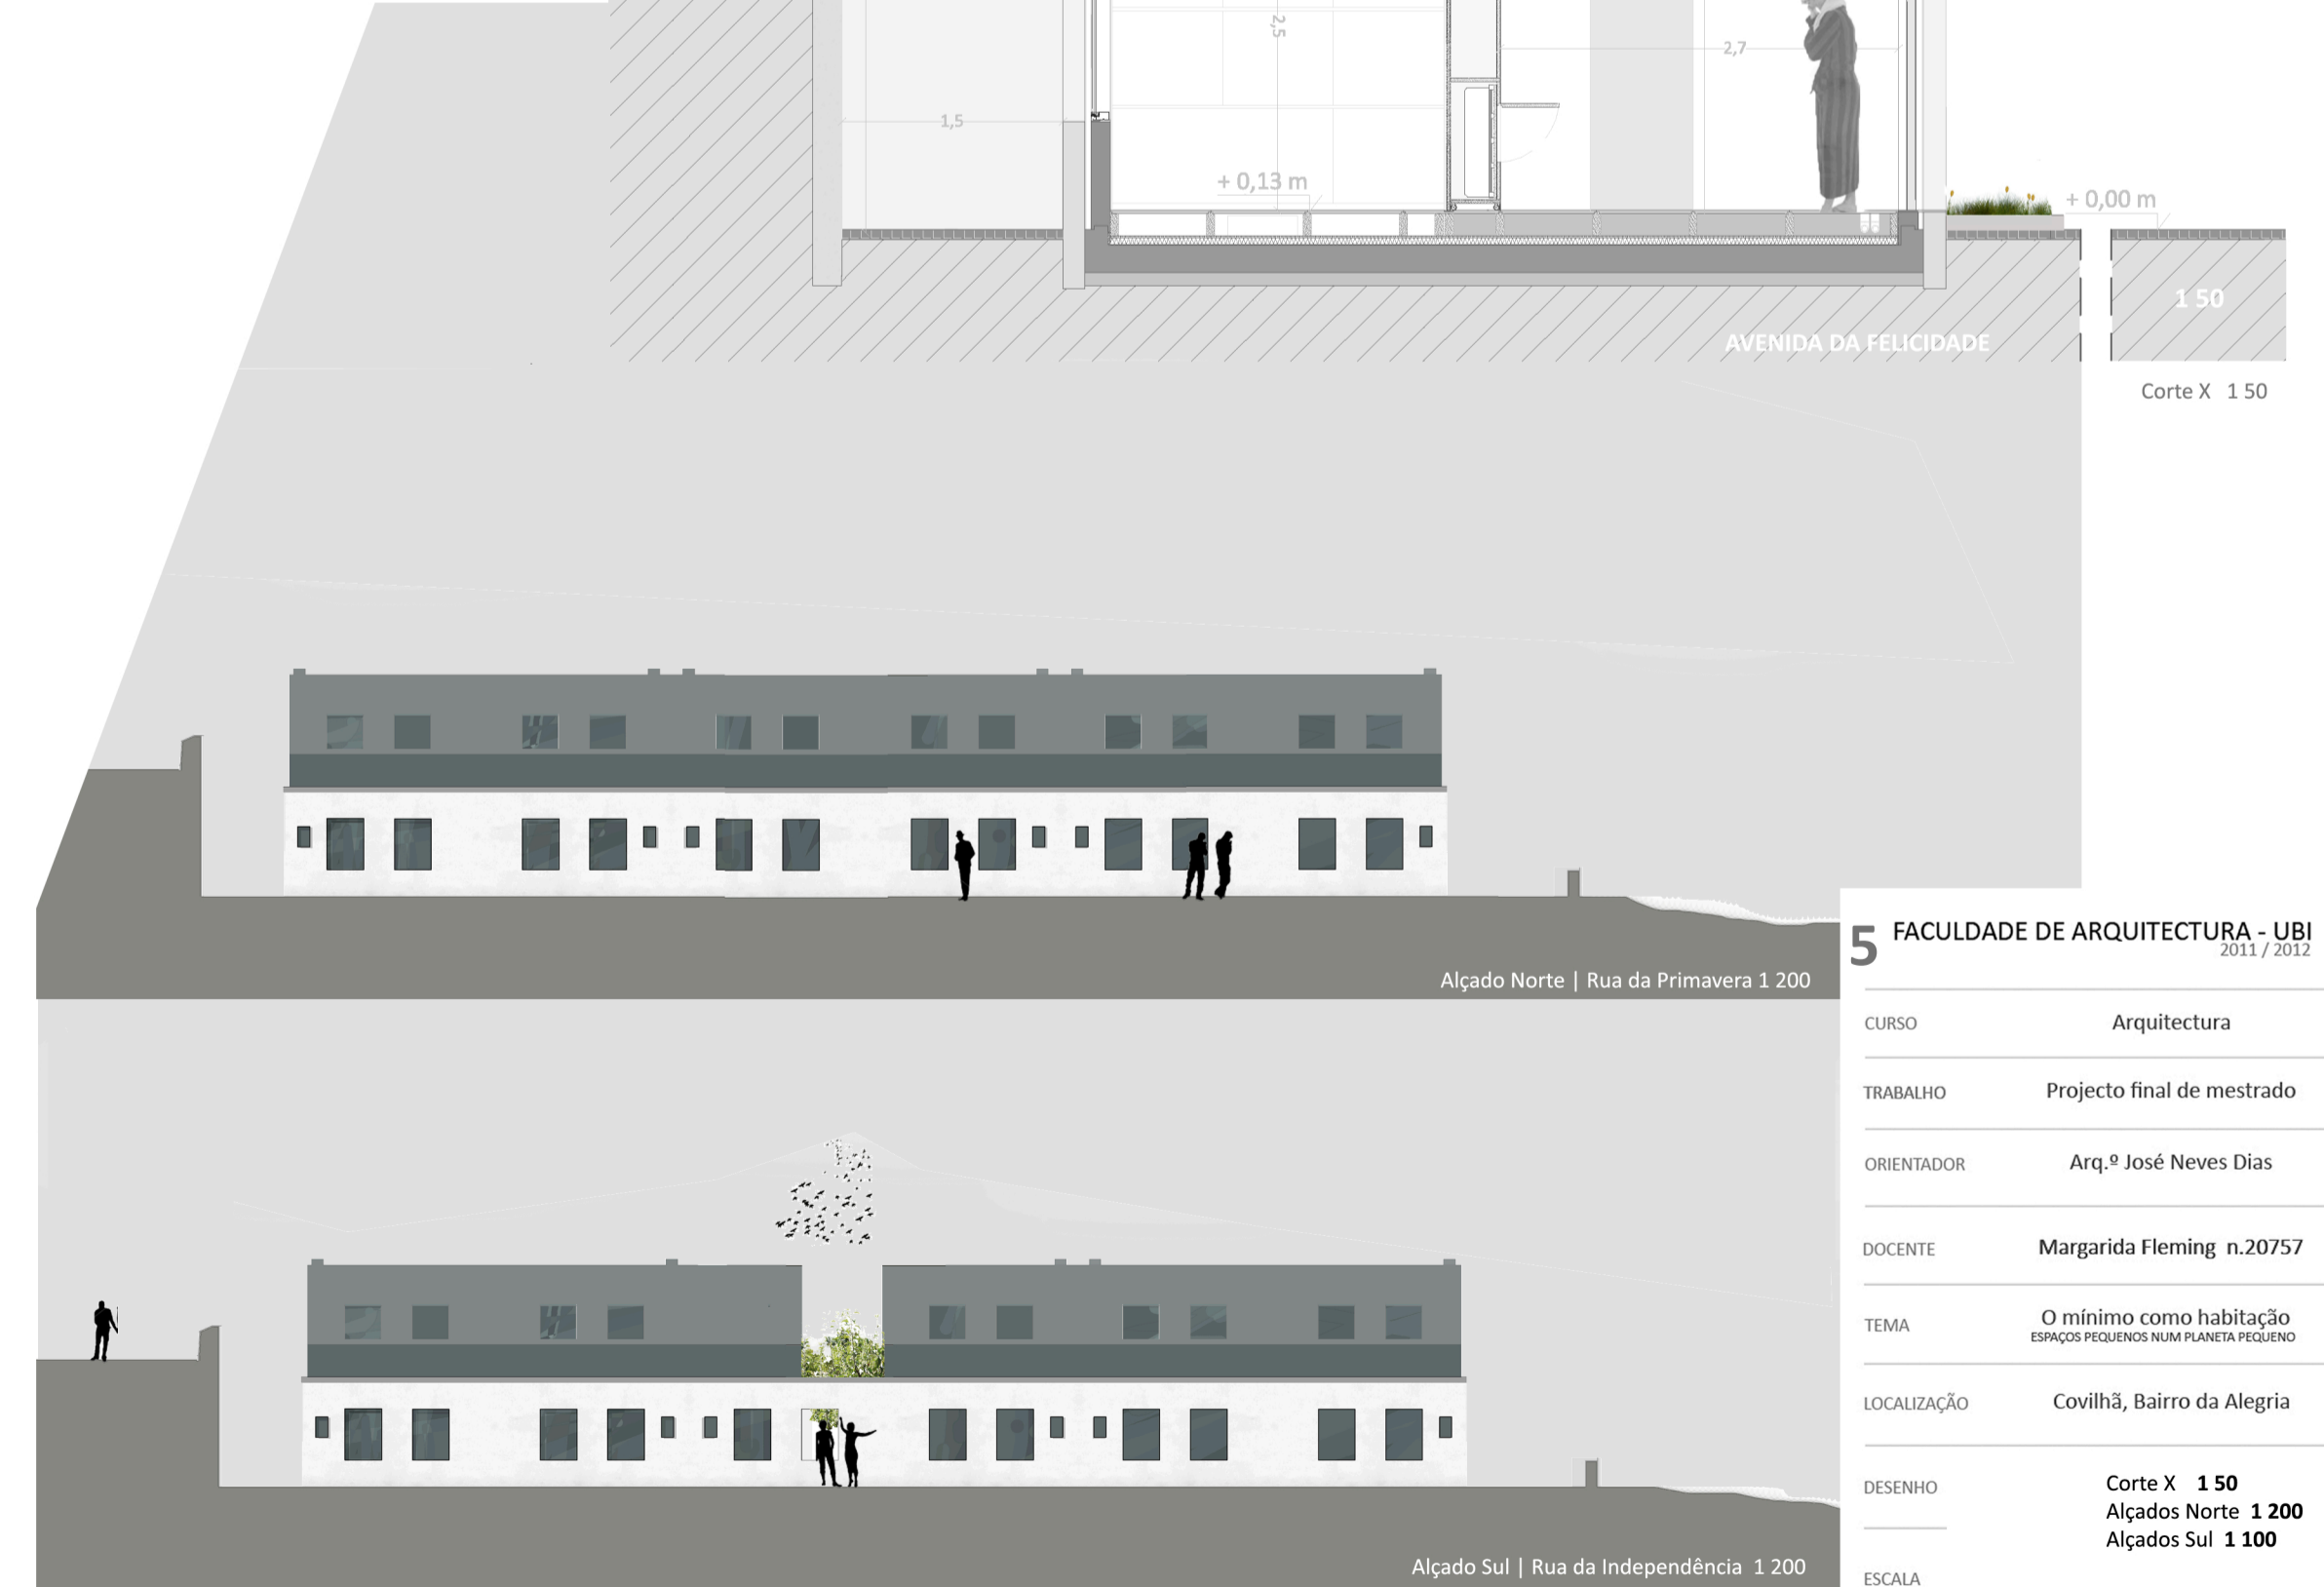 2,5
2,7
1,5
+ 0,13 m
+ 0,00 m
1 50
AVENIDA DA FELICIDADE
Corte X 1 50
Alçado Norte | Rua da Primavera 1 200
5 FACULDADE DE ARQUITECTURA - UBI
2011 / 2012
CURSO Arquitectura
TRABALHO Projecto final de mestrado
ORIENTADOR Arq.º José Neves Dias
DOCENTE Margarida Fleming n.20757
TEMA O mínimo como habitação
ESPAÇOS PEQUENOS NUM PLANETA PEQUENO
LOCALIZAÇÃO Covilhã, Bairro da Alegria
DESENHO Corte X 1 50
Alçados Norte 1 200
Alçados Sul 1 100
ESCALA
Alçado Sul | Rua da Independência 1 200